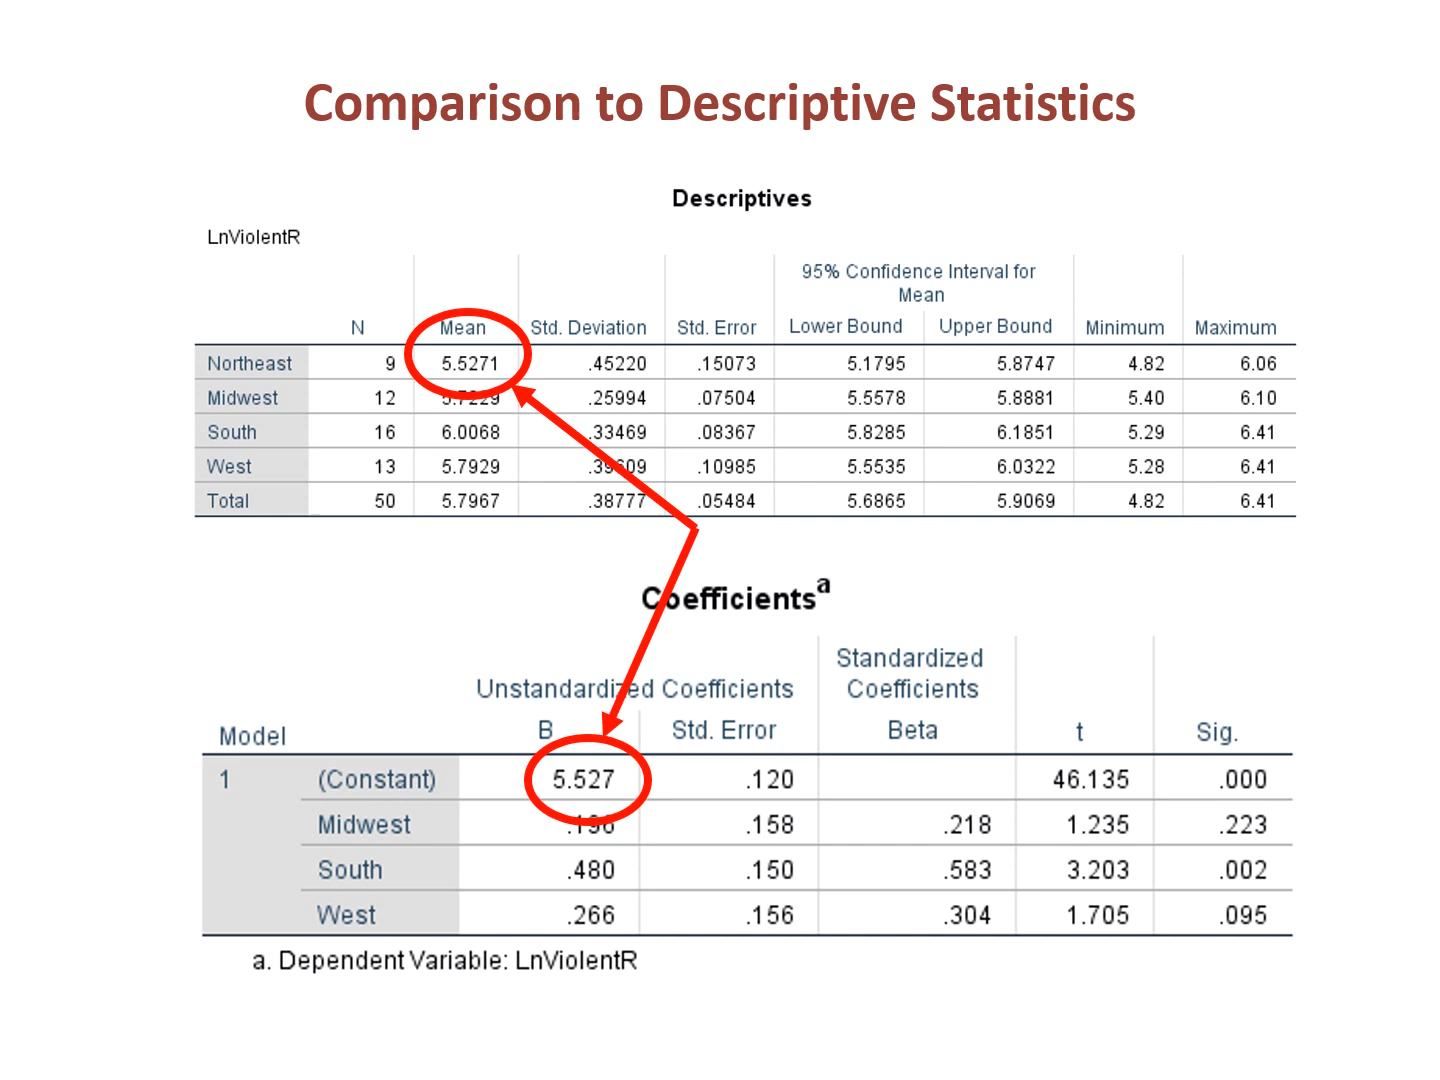 Comparison to Descriptive Statistics
Descriptives
LnViolentR
95% Confidence Interval for
Mean
N Mean Std. Deviation Std. Error Lower Bound Upper Bound Minimum Maximum
Northeast 9 5.5271 .45220 .15073 5.1795 5.8747 4.82 6.06
Midwest 12 5.7229 .25994 .07504 5.5578 5.8881 5.40 6.10
South 16 6.0068 .33469 .08367 5.8285 6.1851 5.29 6.41
West 13 5.7929 .39609 .10985 5.5535 6.0322 5.28 6.41
Total 50 5.7967 .38777 .05484 5.6865 5.9069 4.82 6.41
Coefficientsa
Standardized
Unstandardized Coefficients Coefficients
Model B Std. Error Beta t Sig.
1 (Constant) 5.527 .120 46.135 .000
Midwest .196 .158 .218 1.235 .223
South .480 .150 .583 3.203 .002
West .266 .156 .304 1.705 .095
a. Dependent Variable: LnViolentR